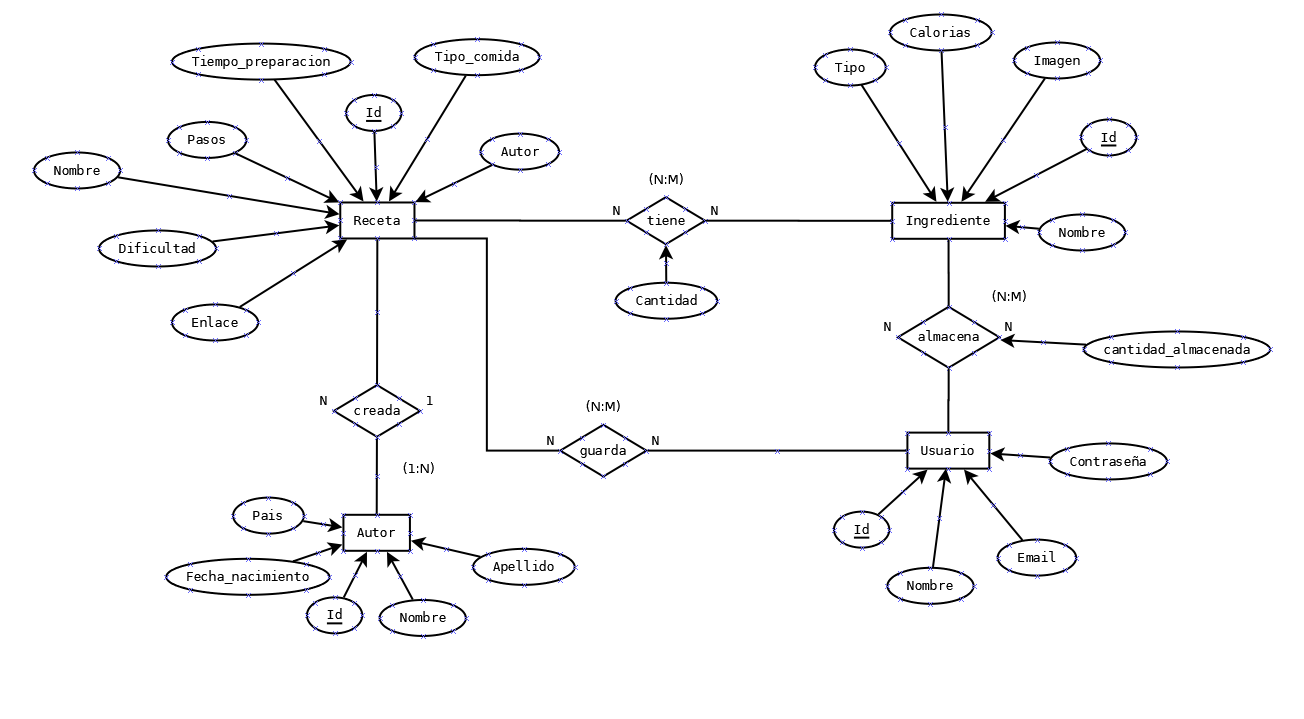 Calorias
Tiempo_preparacion
Tipo_comida
Tipo
Imagen
Id
Pasos
Autor
Id
Nombre
(N:M)
Receta
N
tiene
N
Ingrediente
Nombre
Dificultad
Cantidad
(N:M)
Enlace
N
almacena
N
cantidad_almacenada
N
creada
1
(N:M)
N
guarda
N
Usuario
Contraseña
(1:N)
Pais
Autor
Id
Email
Apellido
Fecha_nacimiento
Nombre
Id
Nombre